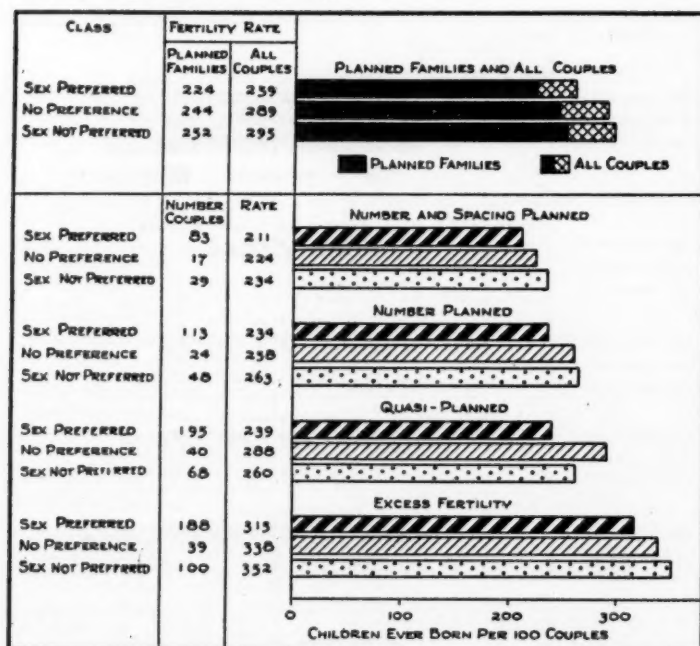 CLASS FERTILITY RATE
PLANNED FAMILIES ALL COUPLES
PLANNED FAMILIES AND ALL COUPLES
SEX PREFERRED 224 259
NO PREFERENCE 244 289
SEX NOT PREFERRED 252 295
PLANNED FAMILIES ALL COUPLES
NUMBER COUPLES RATE
NUMBER AND SPACING PLANNED
SEX PREFERRED 83 211
NO PREFERENCE 17 224
SEX NOT PREFERRED 29 234
NUMBER PLANNED
SEX PREFERRED 113 234
NO PREFERENCE 24 258
SEX NOT PREFERRED 48 263
QUASI-PLANNED
SEX PREFERRED 195 239
NO PREFERENCE 40 288
SEX NOT PREFERRED 68 260
EXCESS FERTILITY
SEX PREFERRED 188 315
NO PREFERENCE 39 338
SEX NOT PREFERRED 100 352
0 100 200 300
CHILDREN EVER BORN PER 100 COUPLES